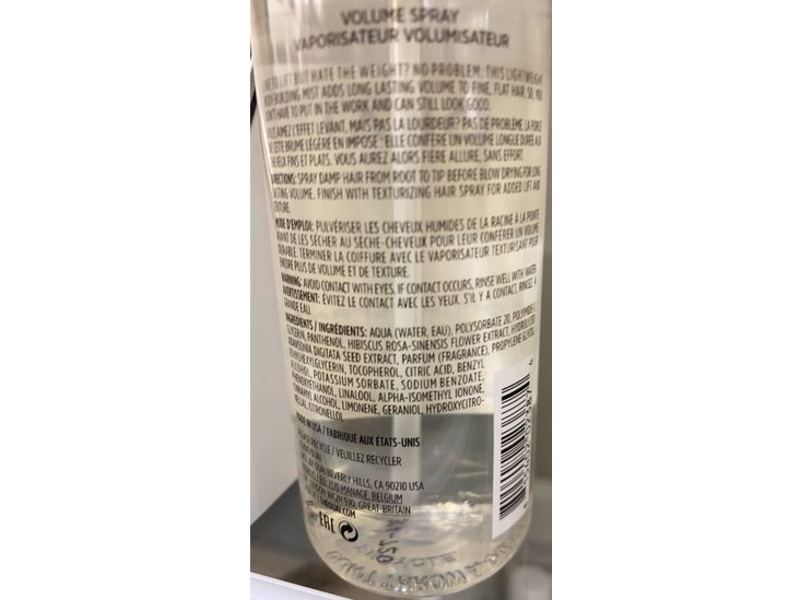 VOLUME SPRAY
VAPORISATEUR VOLUMISATEUR
TO LIFT BUT HATE THE WEIGHT? NO PROBLEM. THIS LIGHTWEIGHT
BODY-BUILDING MIST ADDS LONG LASTING VOLUME TO FINE, FLAT HAIR. SO, YOU
DON'T HAVE TO PUT IN THE WORK AND CAN STILL LOOK GOOD.
VOUS AIMEZ L'EFFET LEVANT, MAIS PAS LA LOURDEUR? PAS DE PROBLÈME. LA FORCE
DE CETTE BRUME LÉGÈRE EN IMPOSE : ELLE CONFÈRE UN VOLUME LONGUE DURÉE AUX
CHEVEUX FINS ET PLATS. VOUS AUREZ ALORS FIÈRE ALLURE, SANS EFFORT.
DIRECTIONS: SPRAY DAMP HAIR FROM ROOT TO TIP BEFORE BLOW DRYING FOR LONG
LASTING VOLUME. FINISH WITH TEXTURIZING HAIR SPRAY FOR ADDED LIFT AND
TEXTURE.
MODE D'EMPLOI: PULVÉRISER LES CHEVEUX HUMIDES DE LA RACINE À LA POINTE
AVANT DE LES SÉCHER AU SÈCHE-CHEVEUX POUR LEUR CONFÉRER UN VOLUME
DURABLE. TERMINER LA COIFFURE AVEC LE VAPORISATEUR TEXTURISANT POUR
ENCORE PLUS DE VOLUME ET DE TEXTURE.
WARNING: AVOID CONTACT WITH EYES. IF CONTACT OCCURS, RINSE WELL WITH WATER.
AVERTISSEMENT: ÉVITEZ LE CONTACT AVEC LES YEUX. S'IL Y A CONTACT, RINCEZ À
GRANDE EAU.
INGREDIENTS / INGRÉDIENTS: AQUA (WATER, EAU), POLYSORBATE 20,
GLYCERIN, PANTHENOL, HIBISCUS ROSA-SINENSIS FLOWER EXTRACT, HYDROLYZED
ADANSONIA DIGITATA SEED EXTRACT, PARFUM (FRAGRANCE), PROPYLENE GLYCOL,
ETHYLHEXYLGLYCERIN, TOCOPHEROL, CITRIC ACID, BENZYL
ALCOHOL, POTASSIUM SORBATE, SODIUM BENZOATE,
PHENOXYETHANOL, LINALOOL, ALPHA-ISOMETHYL IONONE,
CINNAMYL ALCOHOL, LIMONENE, GERANIOL, HYDROXYCITRO-
NELLAL, CITRONELLOL
MADE IN USA / FABRIQUÉ AUX ÉTATS-UNIS
PLEASE RECYCLE / VEUILLEZ RECYCLER
OUAI BEVERLY HILLS, CA 90210 USA
MANAGE, BELGIUM
GREAT-BRITAIN
THEOUAI.COM
EAC